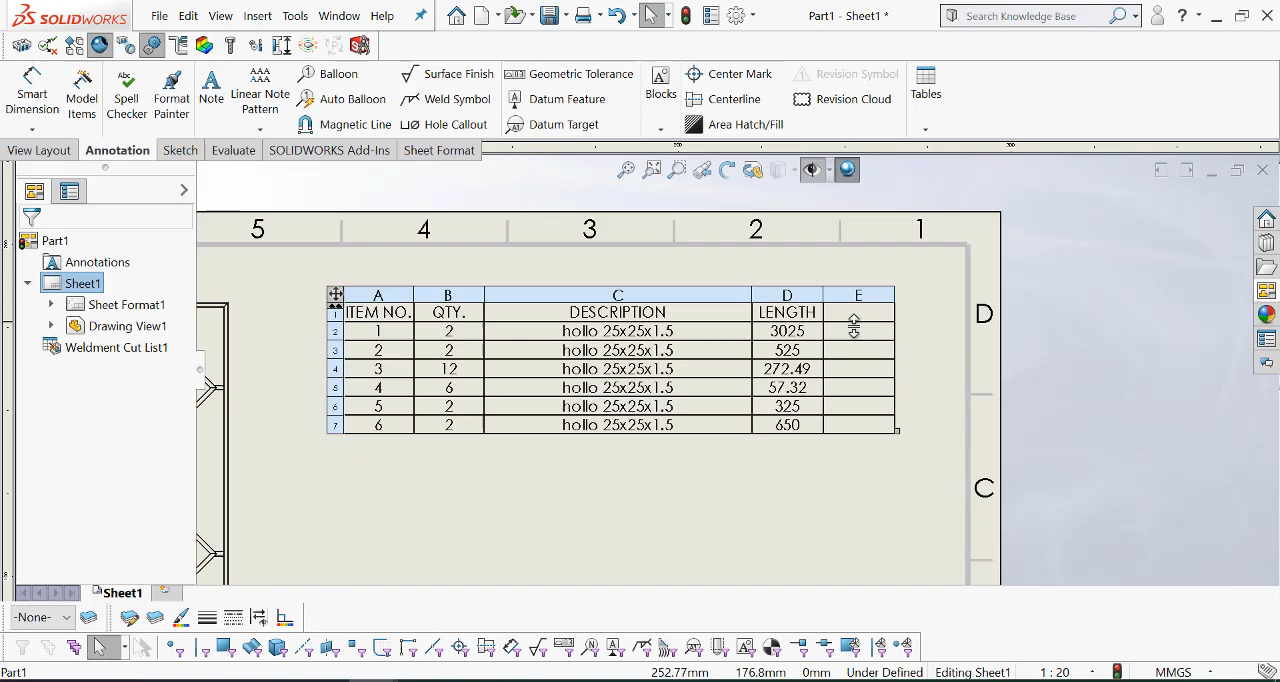 SOLIDWORKS File Edit View Insert Tools Window Help Part1 - Sheet1 * Search Knowledge Base ?
Smart Dimension
Model Items
Spell Checker
Format Painter
Note
Linear Note Pattern
Balloon
Auto Balloon
Magnetic Line
Surface Finish
Weld Symbol
Hole Callout
Geometric Tolerance
Datum Feature
Datum Target
Blocks
Center Mark
Centerline
Area Hatch/Fill
Revision Symbol
Revision Cloud
Tables
View Layout Annotation Sketch Evaluate SOLIDWORKS Add-Ins Sheet Format
Part1
Annotations
Sheet1
Sheet Format1
Drawing View1
Weldment Cut List1
5 4 3 2 1
A B C D E
1 ITEM NO. QTY. DESCRIPTION LENGTH
2 1 2 hollo 25x25x1.5 3025
3 2 2 hollo 25x25x1.5 525
4 3 12 hollo 25x25x1.5 272.49
5 4 6 hollo 25x25x1.5 57.32
6 5 2 hollo 25x25x1.5 325
7 6 2 hollo 25x25x1.5 650
D
C
Sheet1
-None-
Part1 252.77mm 176.8mm 0mm Under Defined Editing Sheet1 1 : 20 MMGS